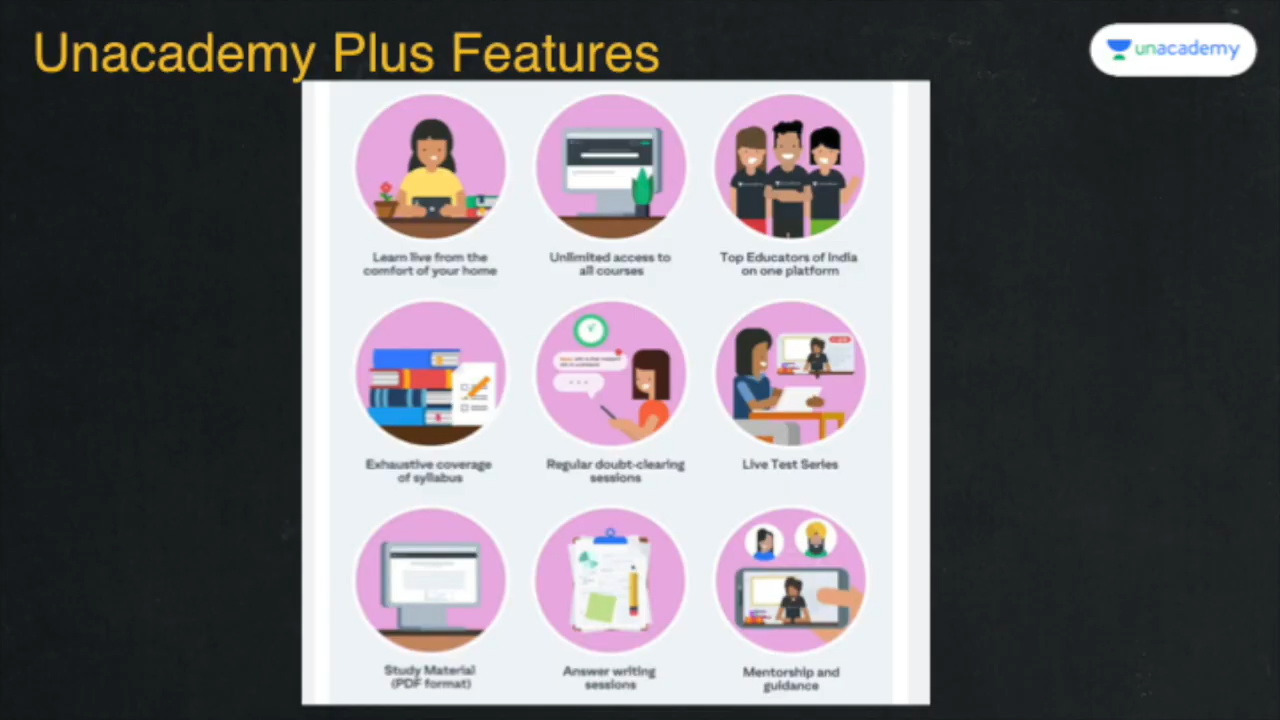 Unacademy Plus Features
unacademy
Learn live from the
comfort of your home
Unlimited access to
all courses
Top Educators of India
on one platform
Exhaustive coverage
of syllabus
Regular doubt-clearing
sessions
Live Test Series
Study Material
(PDF format)
Answer writing
sessions
Mentorship and
guidance